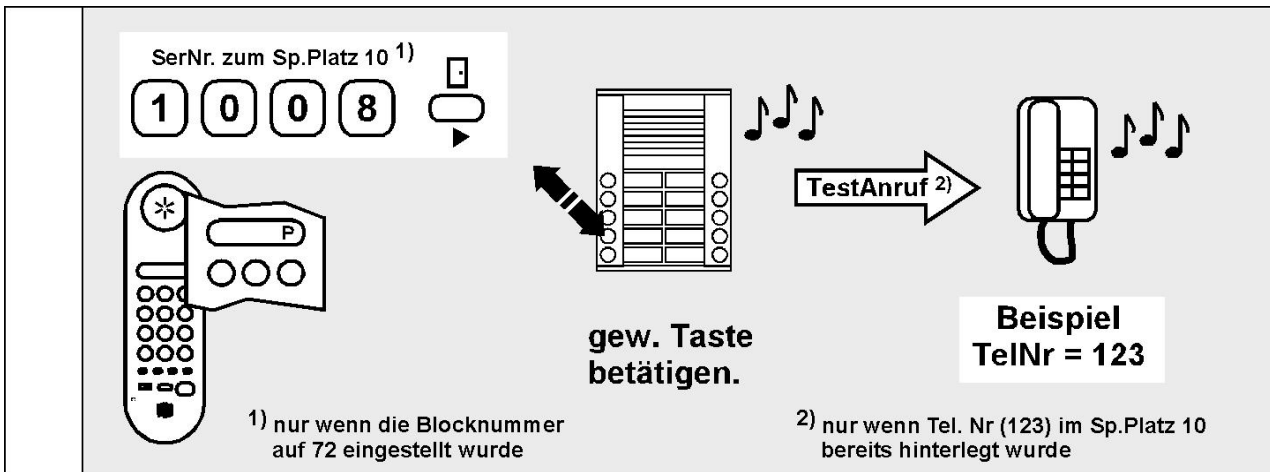 SerNr. zum Sp.Platz 10 1)
1 0 0 8
P
TestAnruf 2)
gew. Taste
betätigen.
Beispiel
TelNr = 123
1) nur wenn die Blocknummer
auf 72 eingestellt wurde
2) nur wenn Tel. Nr (123) im Sp.Platz 10
bereits hinterlegt wurde